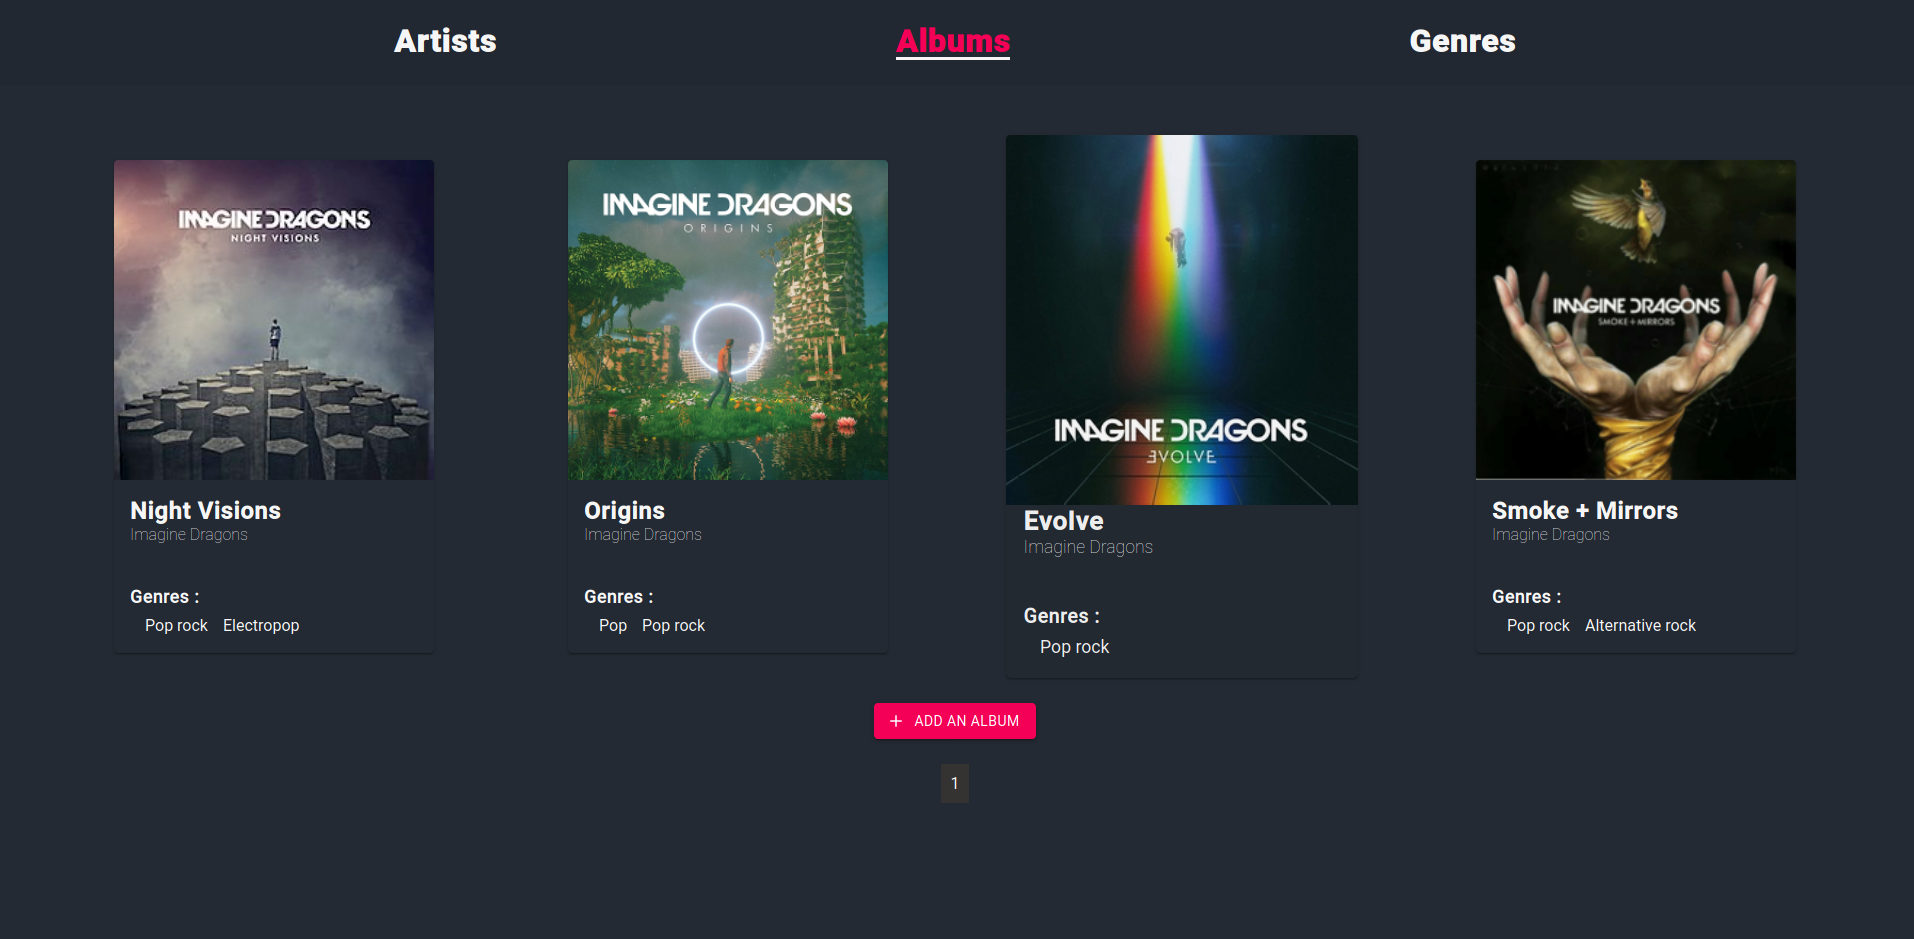 Artists
Albums
Genres
IMAGINE DRAGONS
NIGHT VISIONS
Night Visions
Imagine Dragons
Genres :
Pop rock Electropop
IMAGINE DRAGONS
ORIGINS
Origins
Imagine Dragons
Genres :
Pop Pop rock
IMAGINE DRAGONS
EVOLVE
Evolve
Imagine Dragons
Genres :
Pop rock
IMAGINE DRAGONS
SMOKE + MIRRORS
Smoke + Mirrors
Imagine Dragons
Genres :
Pop rock Alternative rock
+ ADD AN ALBUM
1